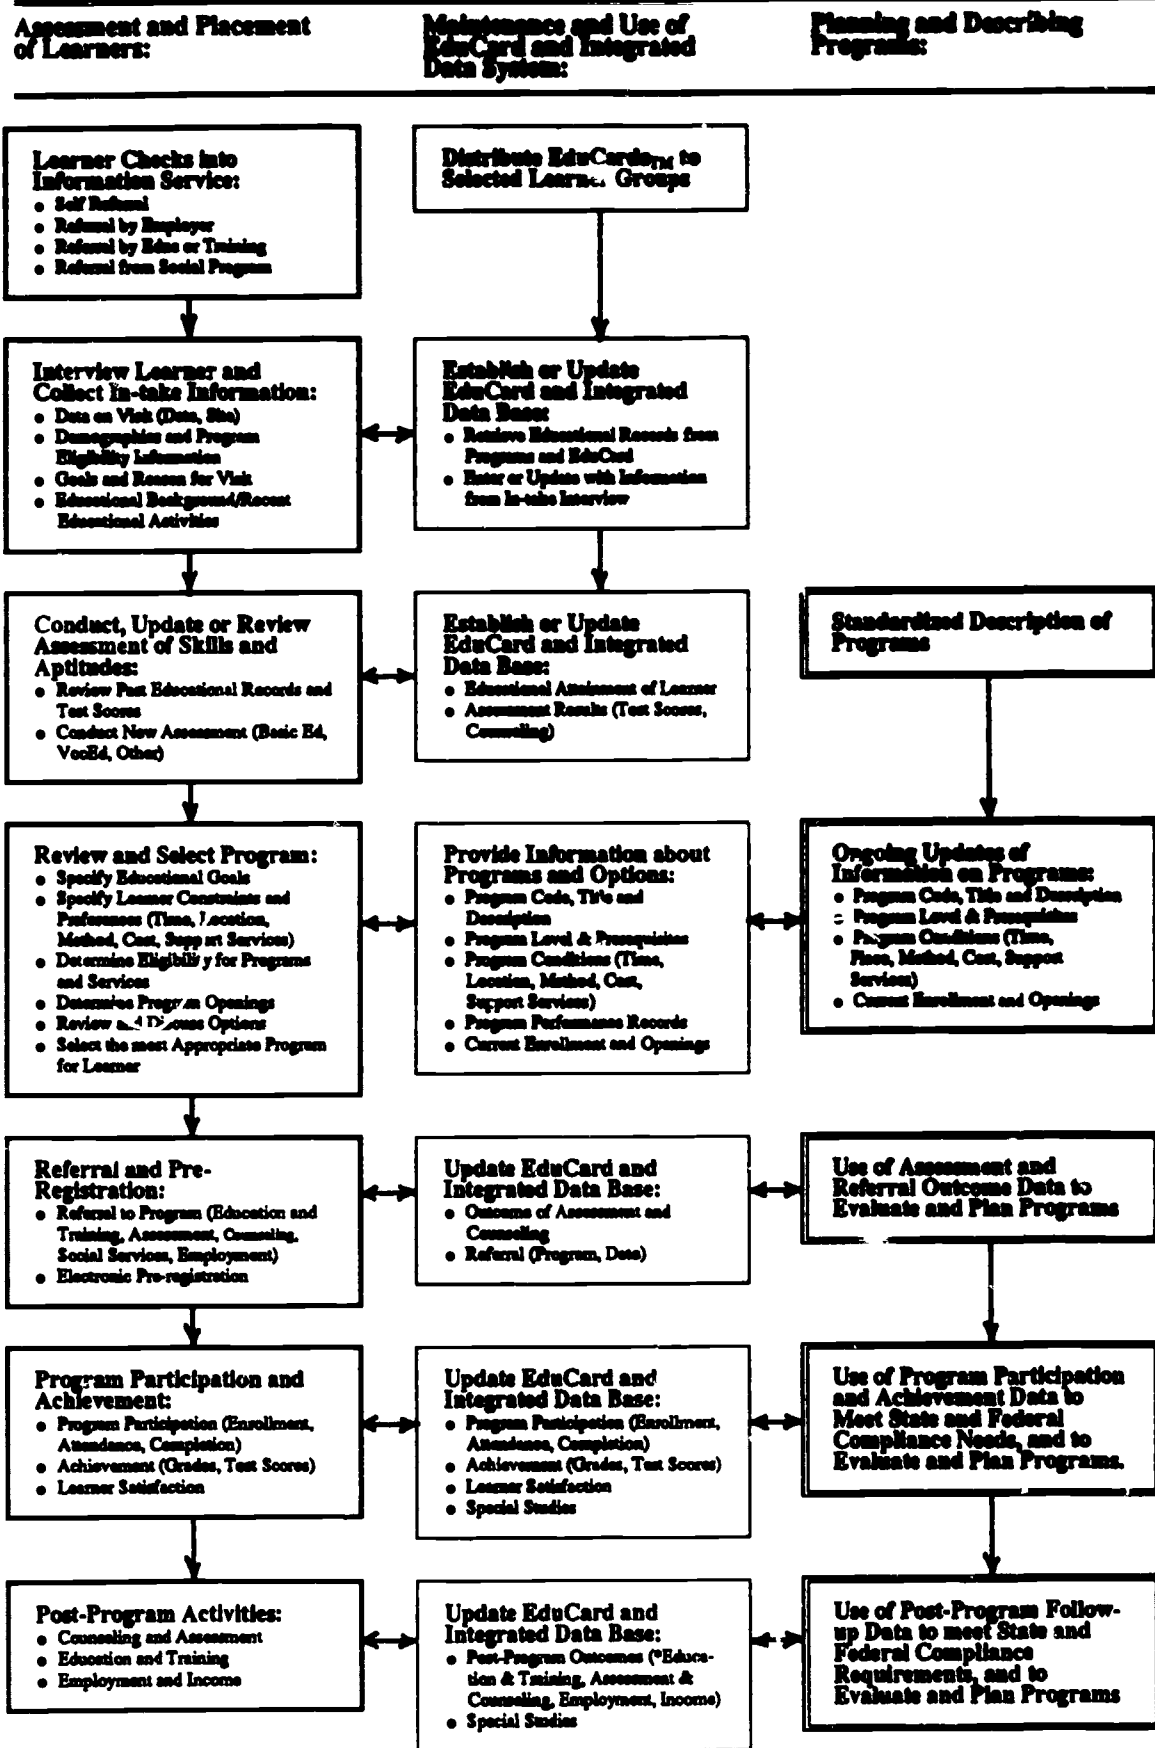 Assessment and Placement
of Learners:
Maintenance and Use of
EduCard and Integrated
Data System:
Planning and Describing
Programs:
Learner Checks into
Information Service:
• Self Referral
• Referral by Employer
• Referral by Educ or Training
• Referral from Social Program
Distribute EduCards™ to
Selected Learner Groups
Interview Learner and
Collect In-take Information:
• Data on Visit (Date, Site)
• Demographics and Program
Eligibility Information
• Goals and Reason for Visit
• Educational Background/Recent
Educational Activities
Establish or Update
EduCard and Integrated
Data Base:
• Retrieve Educational Records from
Programs and EduCard
• Enter or Update with Information
from In-take Interview
Conduct, Update or Review
Assessment of Skills and
Aptitudes:
• Review Past Educational Records and
Test Scores
• Conduct New Assessment (Basic Ed,
VocEd, Other)
Establish or Update
EduCard and Integrated
Data Base:
• Educational Attainment of Learner
• Assessment Results (Test Scores,
Counseling)
Standardized Description of
Programs
Review and Select Program:
• Specify Educational Goals
• Specify Learner Constraints and
Preferences (Time, Location,
Method, Cost, Support Services)
• Determine Eligibility for Programs
and Services
• Determine Program Openings
• Review and Discuss Options
• Select the most Appropriate Program
for Learner
Provide Information about
Programs and Options:
• Program Code, Title and
Description
• Program Level & Prerequisites
• Program Conditions (Time,
Location, Method, Cost,
Support Services)
• Program Performance Records
• Current Enrollment and Openings
Ongoing Updates of
Information on Programs:
• Program Code, Title and Description
• Program Level & Prerequisites
• Program Conditions (Time,
Place, Method, Cost, Support
Services)
• Current Enrollment and Openings
Referral and Pre-
Registration:
• Referral to Program (Education and
Training, Assessment, Counseling,
Social Services, Employment)
• Electronic Pre-registration
Update EduCard and
Integrated Data Base:
• Outcome of Assessment and
Counseling
• Referral (Program, Date)
Use of Assessment and
Referral Outcome Data to
Evaluate and Plan Programs
Program Participation and
Achievement:
• Program Participation (Enrollment,
Attendance, Completion)
• Achievement (Grades, Test Scores)
• Learner Satisfaction
Update EduCard and
Integrated Data Base:
• Program Participation (Enrollment,
Attendance, Completion)
• Achievement (Grades, Test Scores)
• Learner Satisfaction
• Special Studies
Use of Program Participation
and Achievement Data to
Meet State and Federal
Compliance Needs, and to
Evaluate and Plan Programs.
Post-Program Activities:
• Counseling and Assessment
• Education and Training
• Employment and Income
Update EduCard and
Integrated Data Base:
• Post-Program Outcomes (*Educa-
tion & Training, Assessment &
Counseling, Employment, Income)
• Special Studies
Use of Post-Program Follow-
up Data to meet State and
Federal Compliance
Requirements, and to
Evaluate and Plan Programs